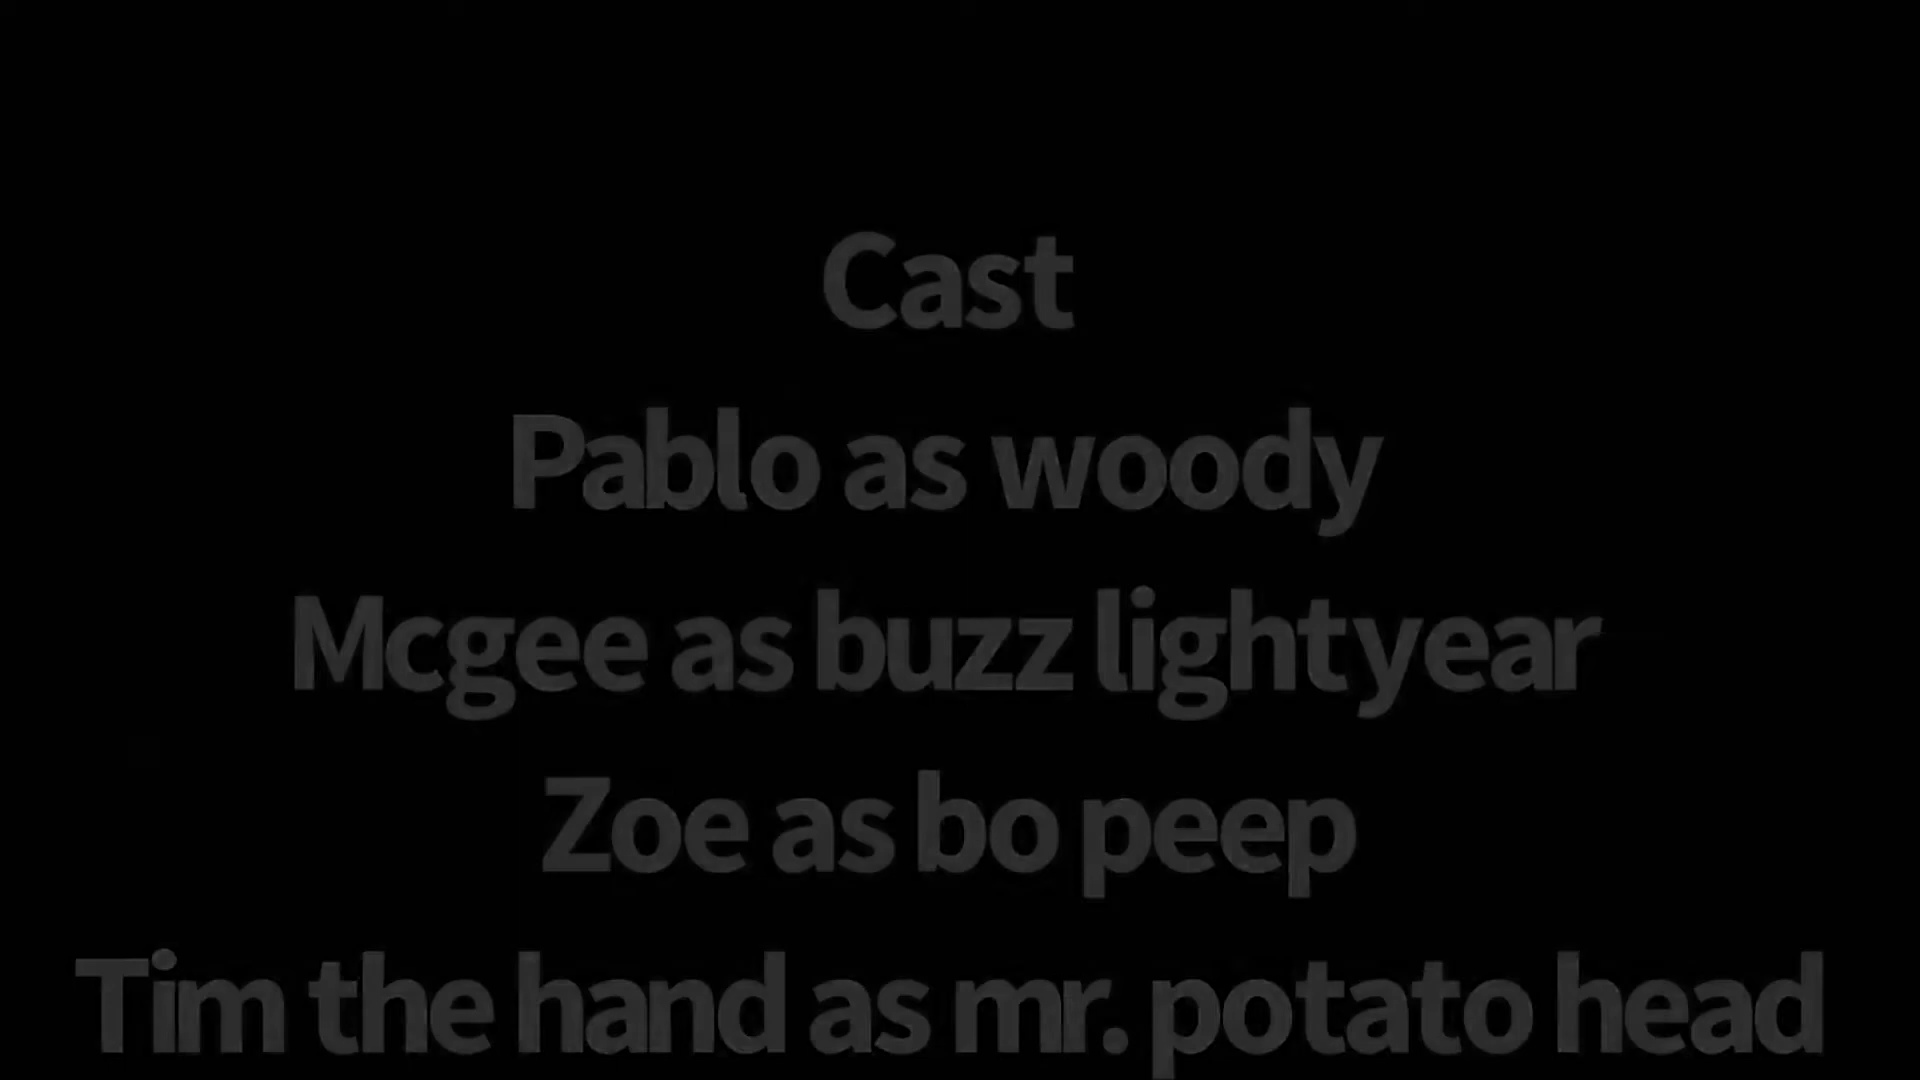 Cast
Pablo as woody
Mcgee as buzz lightyear
Zoe as bo peep
Tim the hand as mr. potato head